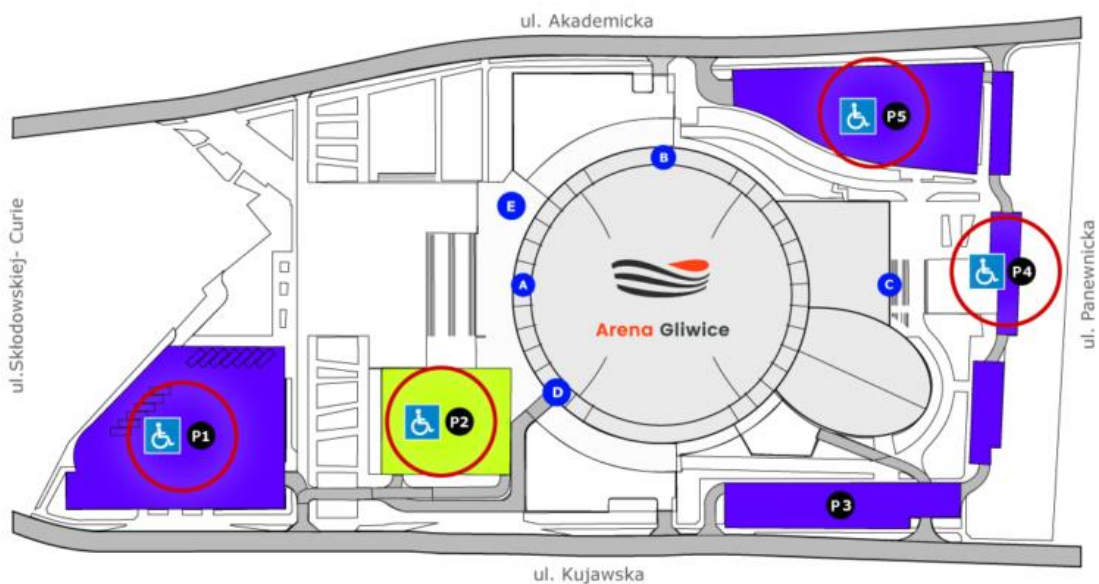 ul. Akademicka
P5
B
E
ul.Skłodowskiej- Curie
A
C
P4
ul. Panewnicka
Arena Gliwice
D
P1
P2
P3
ul. Kujawska